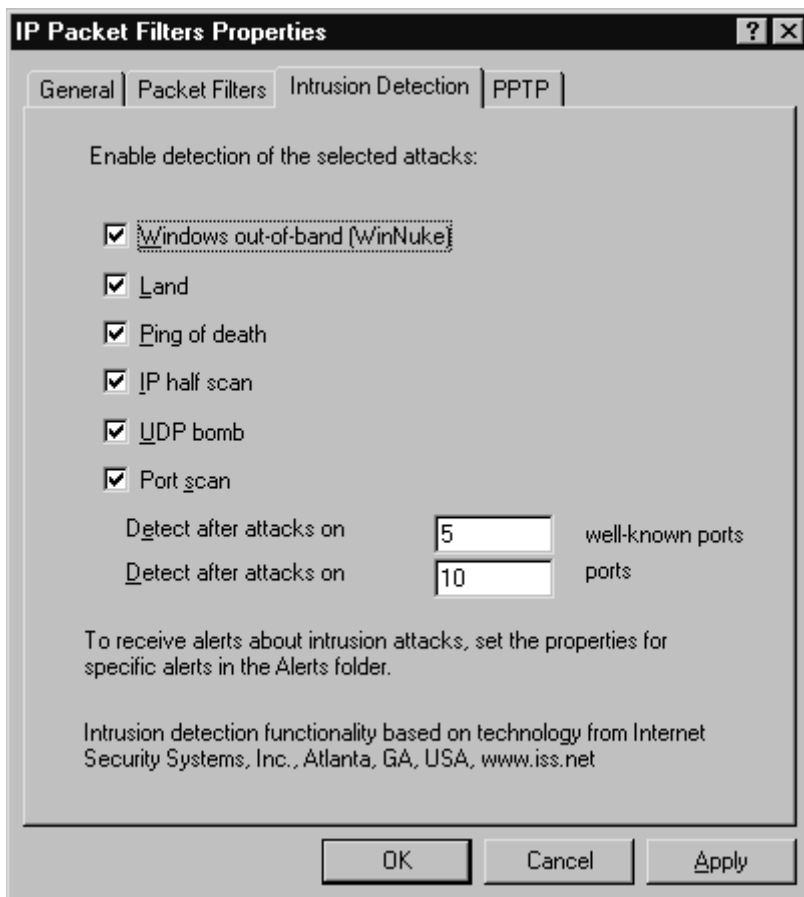 IP Packet Filters Properties
General Packet Filters Intrusion Detection PPTP
Enable detection of the selected attacks:
Windows out-of-band (WinNuke)
Land
Ping of death
IP half scan
UDP bomb
Port scan
Detect after attacks on 5 well-known ports
Detect after attacks on 10 ports
To receive alerts about intrusion attacks, set the properties for
specific alerts in the Alerts folder.
Intrusion detection functionality based on technology from Internet
Security Systems, Inc., Atlanta, GA, USA, www.iss.net
OK Cancel Apply